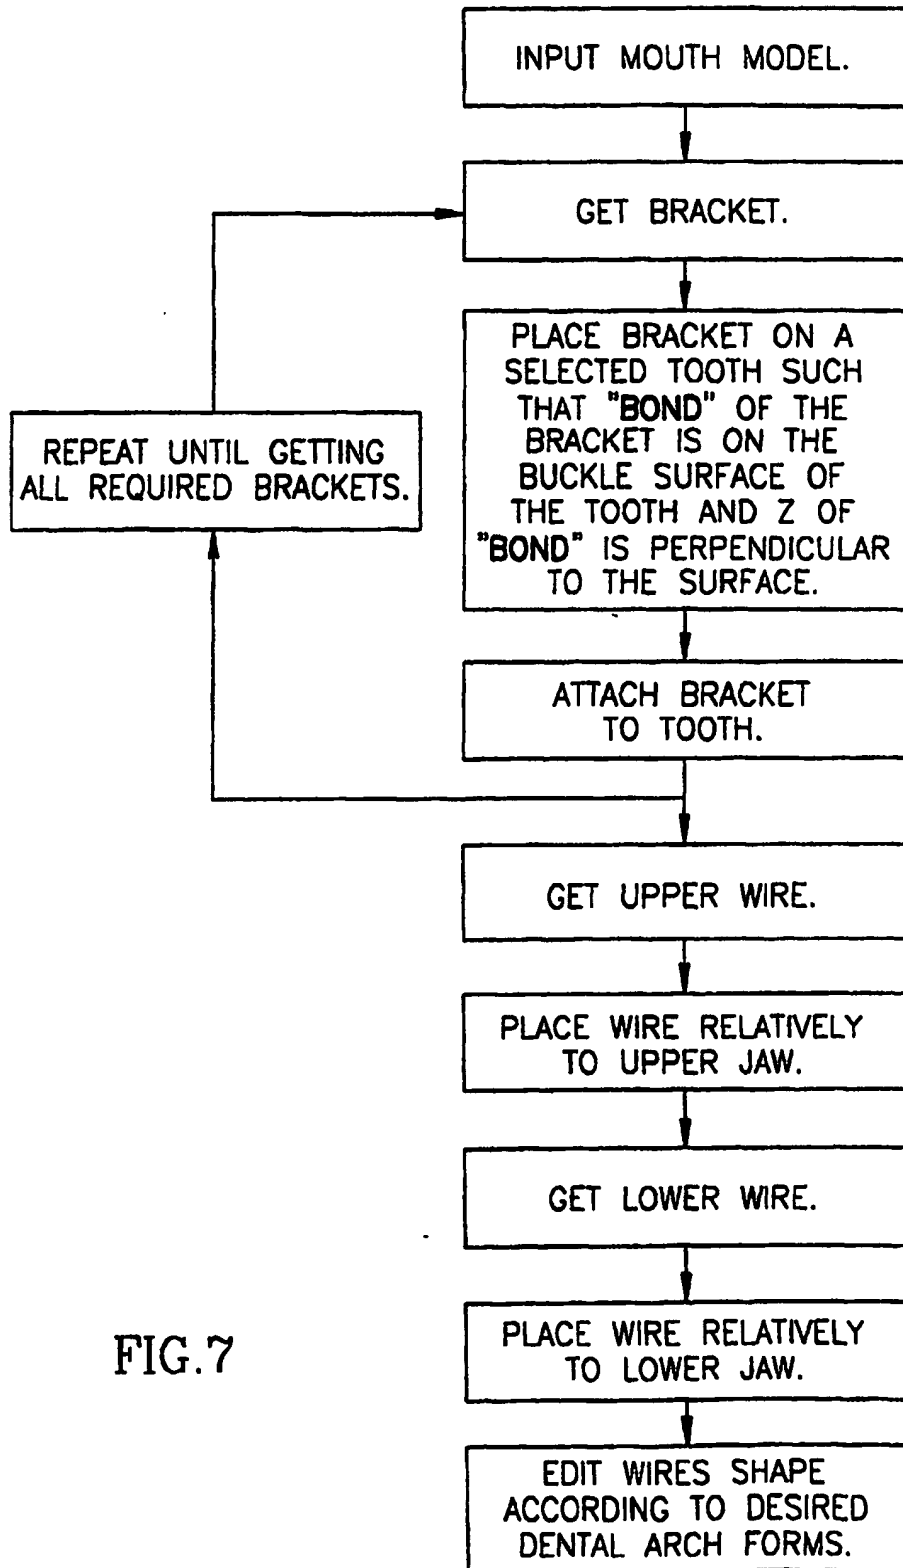 INPUT MOUTH MODEL.
GET BRACKET.
PLACE BRACKET ON A
SELECTED TOOTH SUCH
THAT "BOND" OF THE
BRACKET IS ON THE
BUCKLE SURFACE OF
THE TOOTH AND Z OF
"BOND" IS PERPENDICULAR
TO THE SURFACE.
REPEAT UNTIL GETTING
ALL REQUIRED BRACKETS.
ATTACH BRACKET
TO TOOTH.
GET UPPER WIRE.
PLACE WIRE RELATIVELY
TO UPPER JAW.
GET LOWER WIRE.
PLACE WIRE RELATIVELY
TO LOWER JAW.
EDIT WIRES SHAPE
ACCORDING TO DESIRED
DENTAL ARCH FORMS.
FIG.7